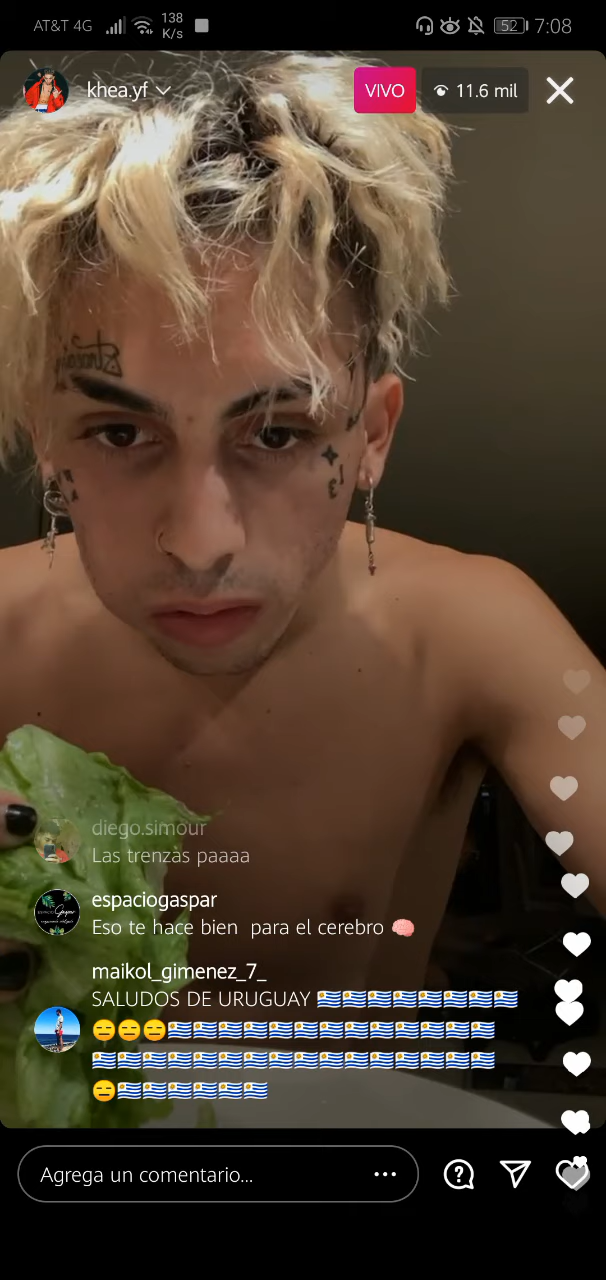 AT&T 4G 138 K/s 52 7:08
khea.yf VIVO 11.6 mil
diego.simour
Las trenzas paaaa
espaciogaspar
Eso te hace bien para el cerebro 🧠
maikol_gimenez_7_
SALUDOS DE URUGUAY 🇺🇾🇺🇾🇺🇾🇺🇾🇺🇾🇺🇾🇺🇾🇺🇾
😑😑😑🇺🇾🇺🇾🇺🇾🇺🇾🇺🇾🇺🇾🇺🇾🇺🇾🇺🇾🇺🇾🇺🇾🇺🇾🇺🇾
🇺🇾🇺🇾🇺🇾🇺🇾🇺🇾🇺🇾🇺🇾🇺🇾🇺🇾🇺🇾🇺🇾🇺🇾🇺🇾🇺🇾🇺🇾🇺🇾
😑🇺🇾🇺🇾🇺🇾🇺🇾🇺🇾🇺🇾
Agrega un comentario...